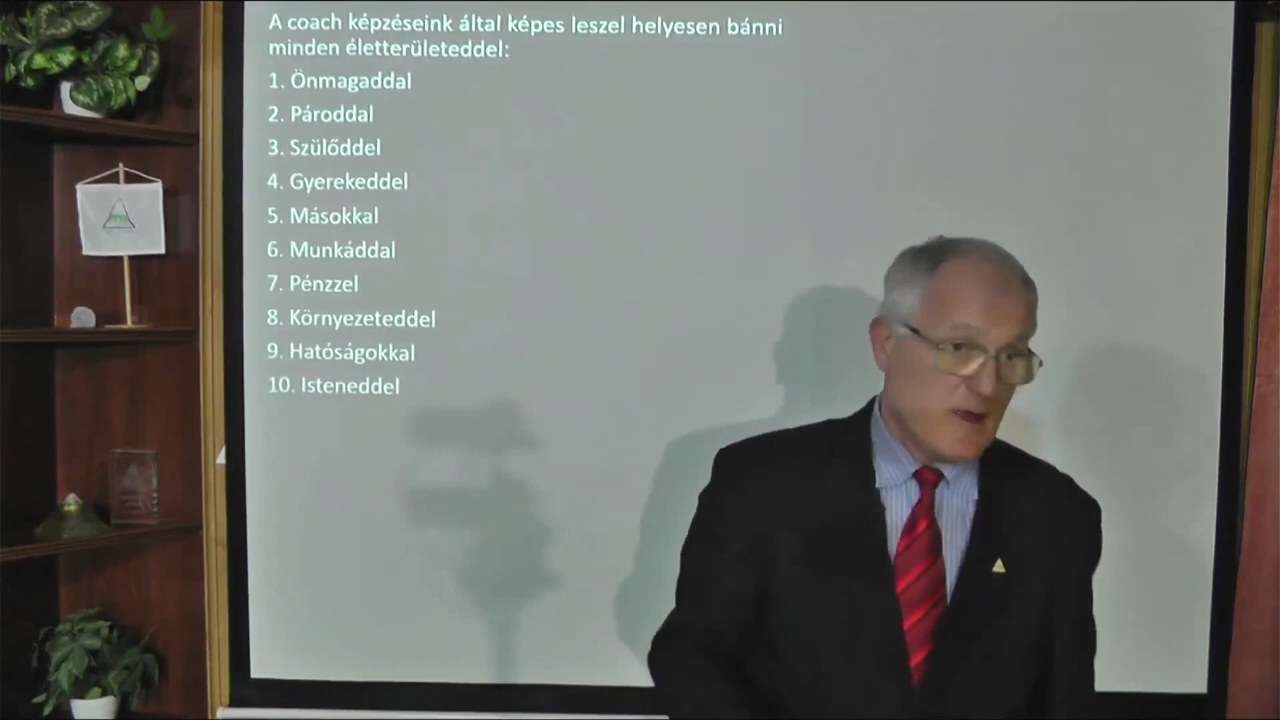 A coach képzéseink által képes leszel helyesen bánni
minden életterületeddel:
1. Önmagaddal
2. Pároddal
3. Szülőddel
4. Gyerekeddel
5. Másokkal
6. Munkáddal
7. Pénzzel
8. Környezeteddel
9. Hatóságokkal
10. Isteneddel